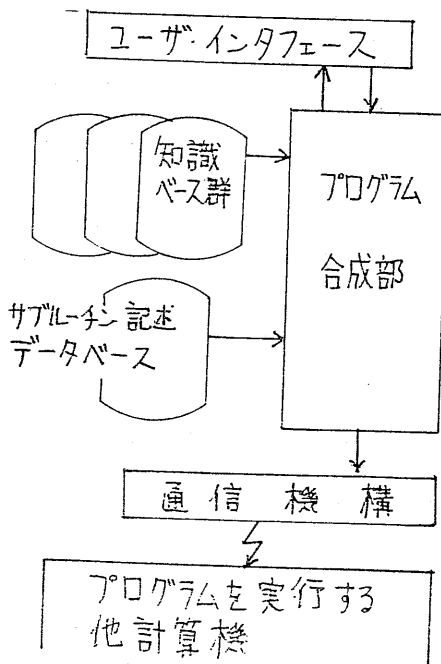 ユーザ・インタフェース
知識
ベース群
プログラム
合成部
サブルーチン記述
データベース
通信機構
プログラムを実行する
他計算機